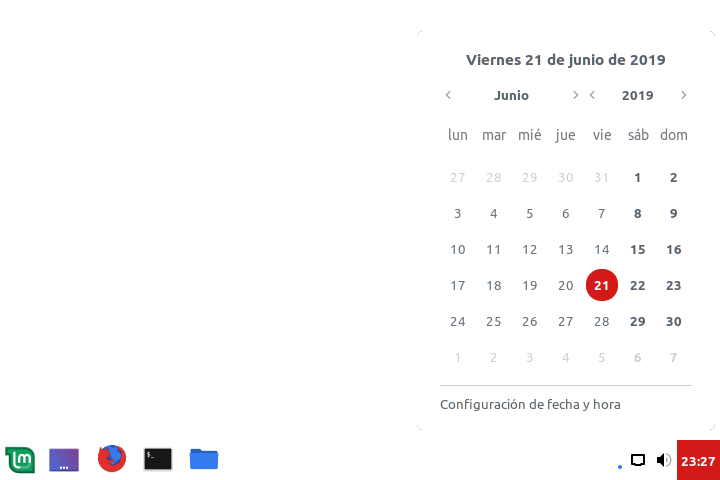 Viernes 21 de junio de 2019
Junio 2019
lun mar mié jue vie sáb dom
27 28 29 30 31 1 2
3 4 5 6 7 8 9
10 11 12 13 14 15 16
17 18 19 20 21 22 23
24 25 26 27 28 29 30
1 2 3 4 5 6 7
Configuración de fecha y hora
$_
23:27